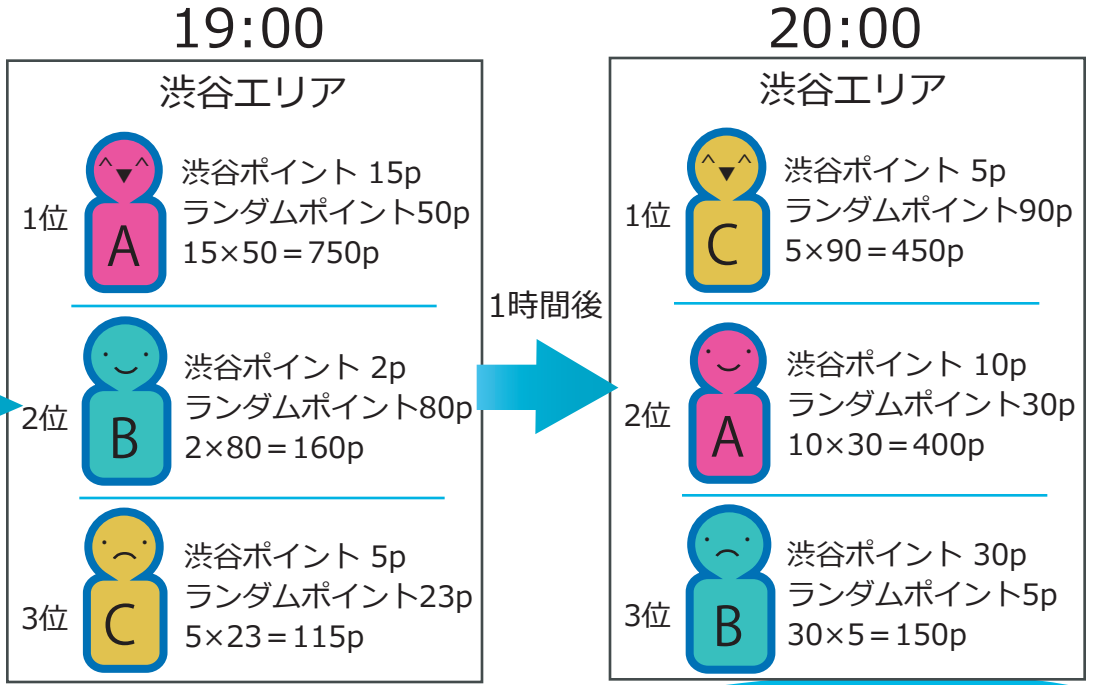 19:00
渋谷エリア
1位
A
渋谷ポイント 15p
ランダムポイント50p
15×50＝750p
2位
B
渋谷ポイント 2p
ランダムポイント80p
2×80＝160p
3位
C
渋谷ポイント 5p
ランダムポイント23p
5×23＝115p
1時間後
20:00
渋谷エリア
1位
C
渋谷ポイント 5p
ランダムポイント90p
5×90＝450p
2位
A
渋谷ポイント 10p
ランダムポイント30p
10×30＝400p
3位
B
渋谷ポイント 30p
ランダムポイント5p
30×5＝150p